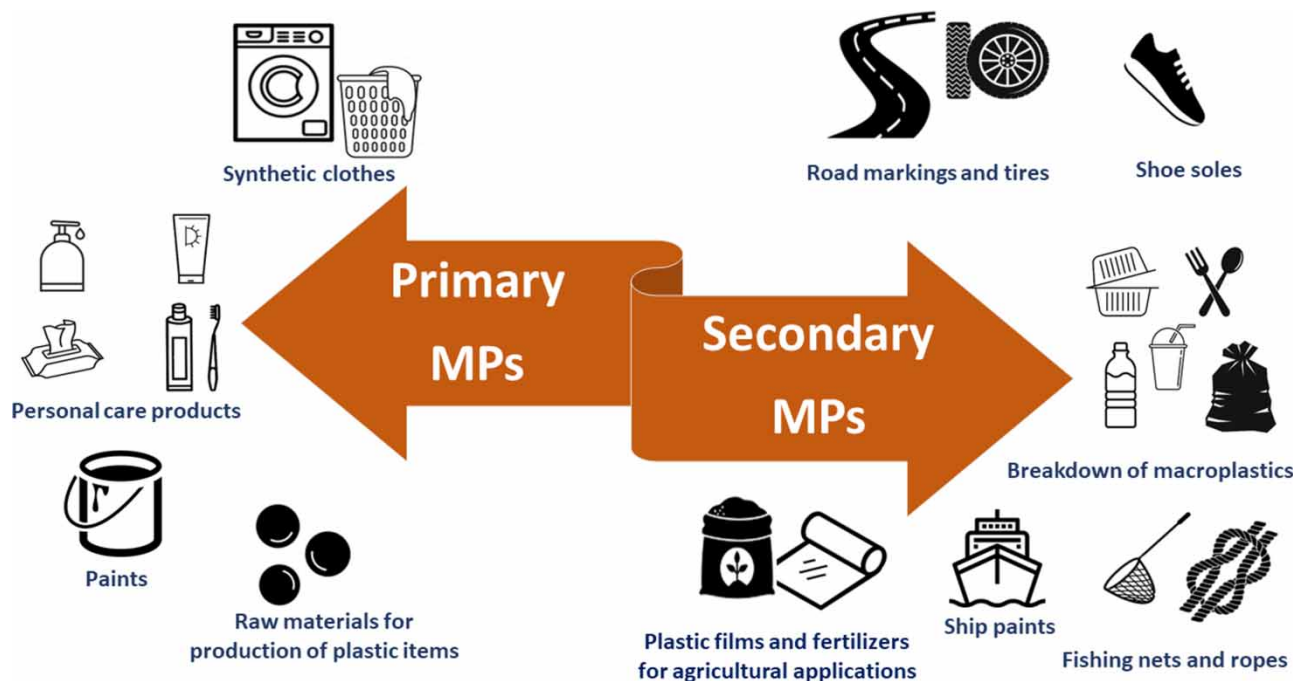 Synthetic clothes
Road markings and tires
Shoe soles
Primary
MPs
Secondary
MPs
Personal care products
Breakdown of macroplastics
Paints
Raw materials for
production of plastic items
Plastic films and fertilizers
for agricultural applications
Ship paints
Fishing nets and ropes